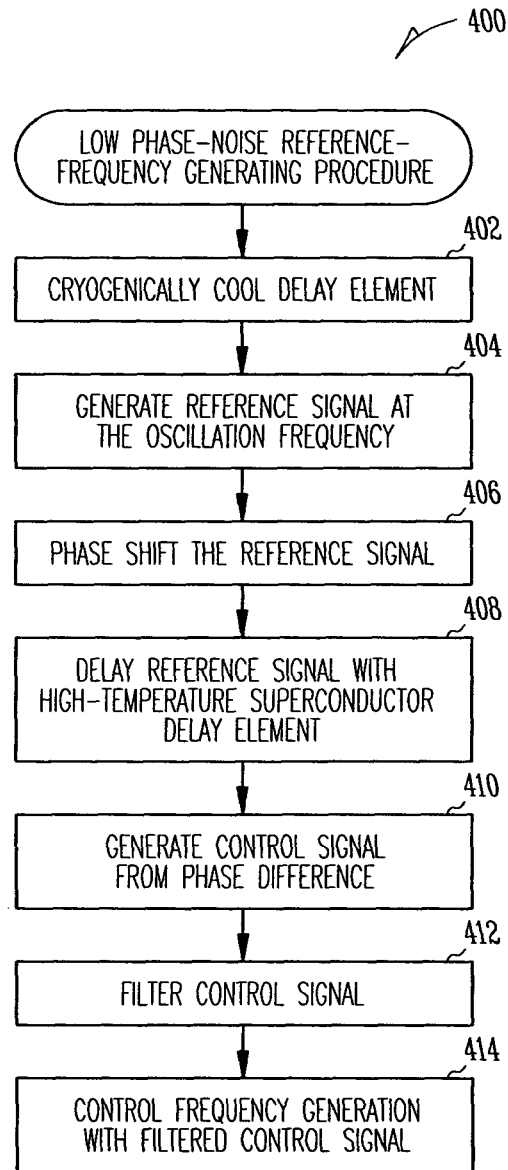 400
LOW PHASE-NOISE REFERENCE-
FREQUENCY GENERATING PROCEDURE
402
CRYOGENICALLY COOL DELAY ELEMENT
404
GENERATE REFERENCE SIGNAL AT
THE OSCILLATION FREQUENCY
406
PHASE SHIFT THE REFERENCE SIGNAL
408
DELAY REFERENCE SIGNAL WITH
HIGH-TEMPERATURE SUPERCONDUCTOR
DELAY ELEMENT
410
GENERATE CONTROL SIGNAL
FROM PHASE DIFFERENCE
412
FILTER CONTROL SIGNAL
414
CONTROL FREQUENCY GENERATION
WITH FILTERED CONTROL SIGNAL